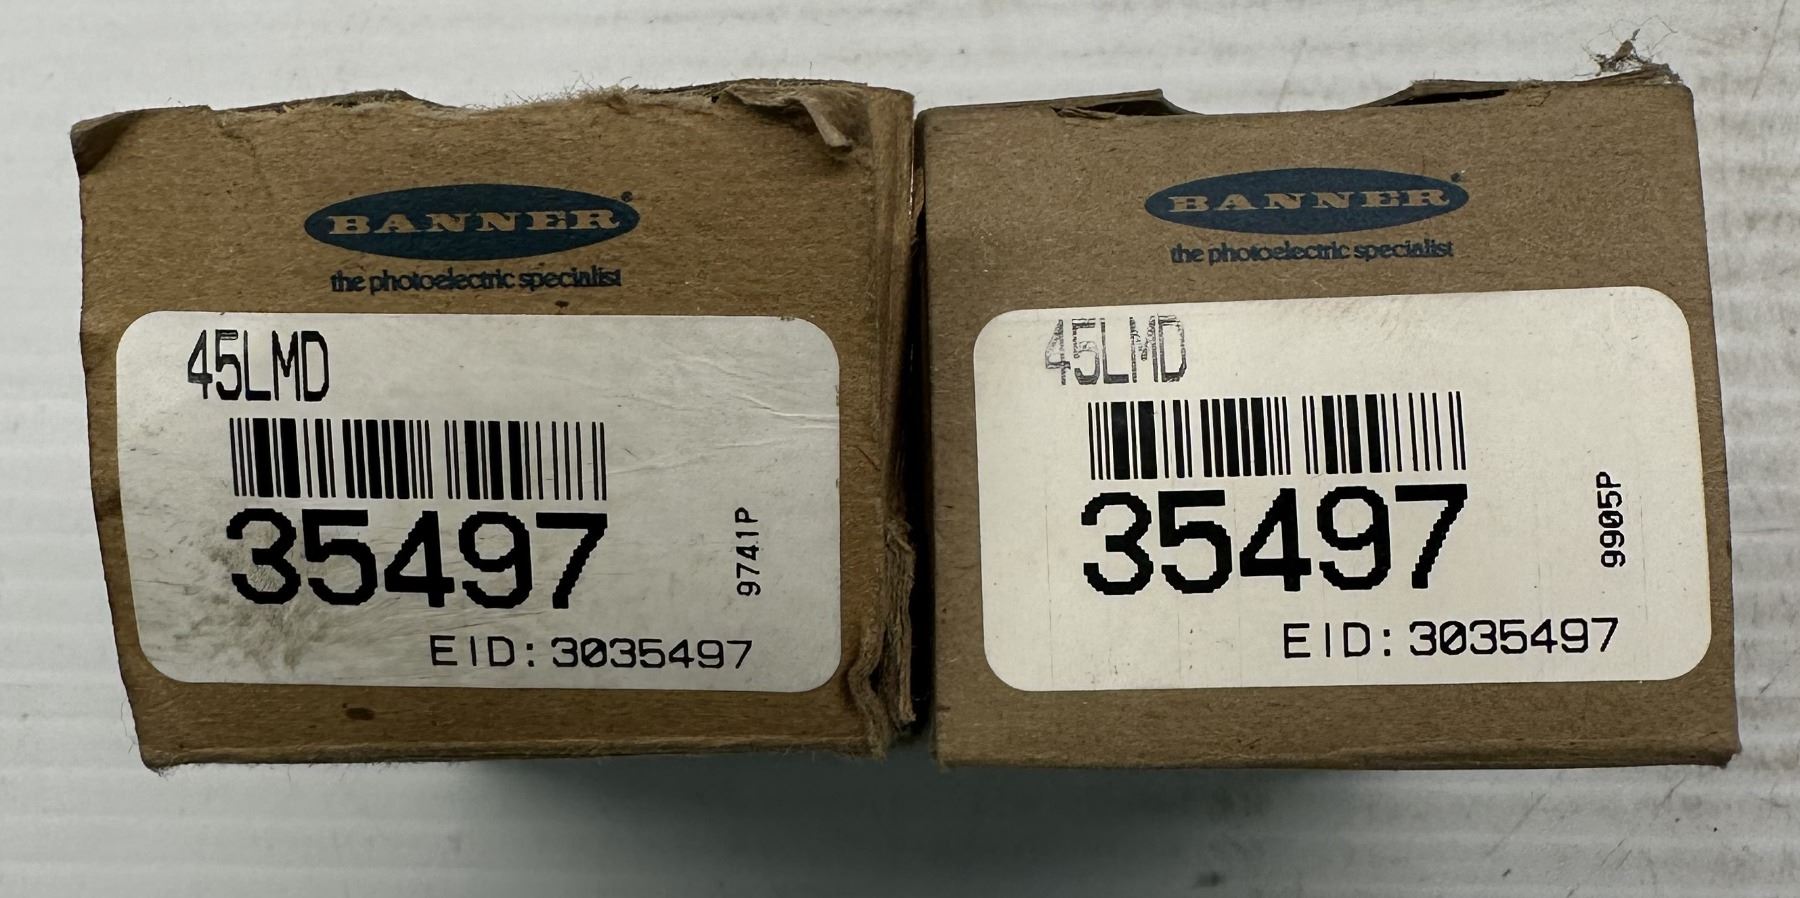 BANNER
the photoelectric specialist
45LMD
35497
9741P
EID: 3035497
BANNER
the photoelectric specialist
45LMD
35497
9905P
EID: 3035497